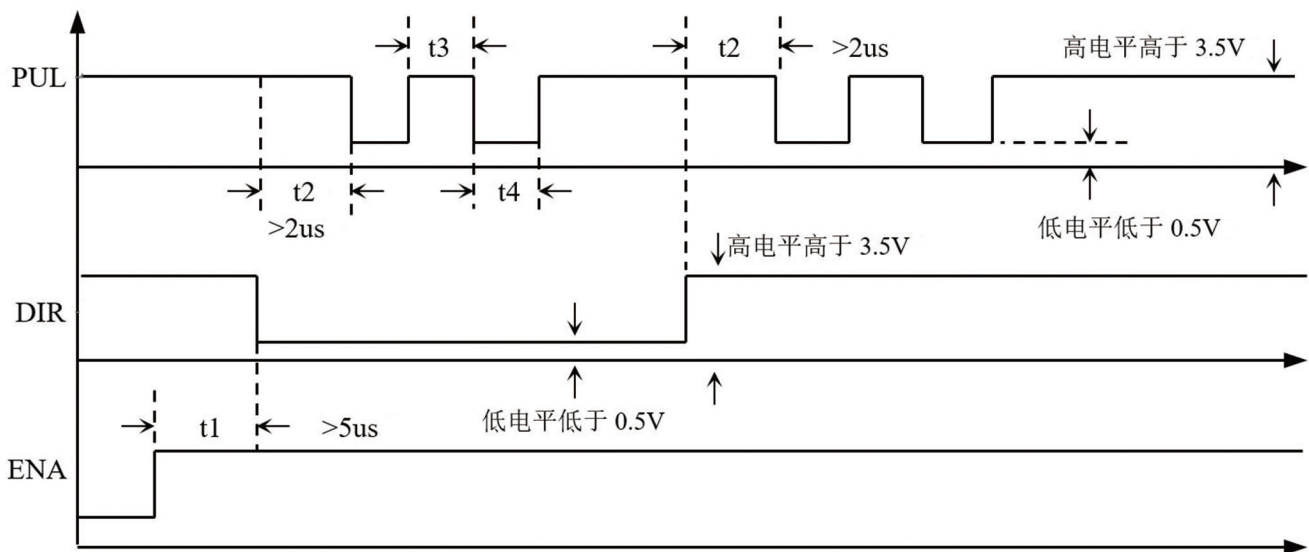 t3
t2
>2us
高电平高于 3.5V
PUL
t2
t4
>2us
低电平低于 0.5V
高电平高于 3.5V
DIR
低电平低于 0.5V
t1
>5us
ENA